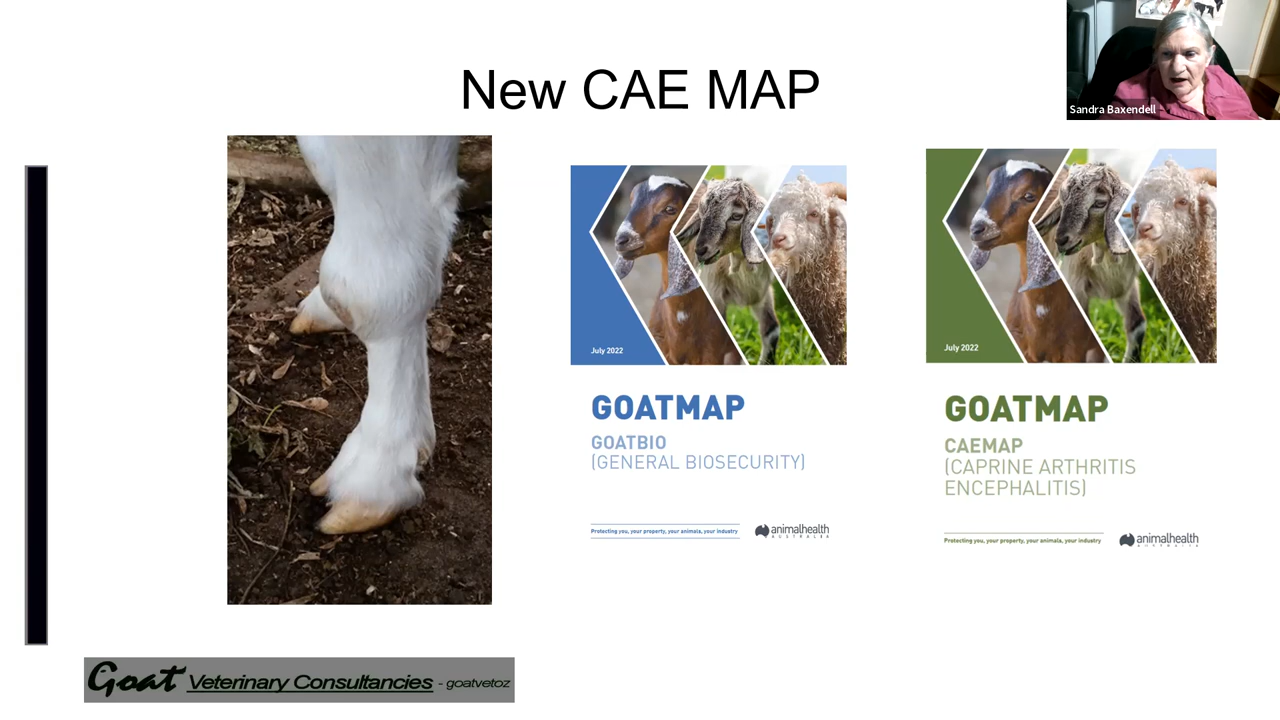 New CAE MAP
Sandra Baxendell
July 2022
GOATMAP
GOATBIO
(GENERAL BIOSECURITY)
Protecting you, your property, your animals, your industry
animalhealth
AUSTRALIA
July 2022
GOATMAP
CAEMAP
(CAPRINE ARTHRITIS
ENCEPHALITIS)
Protecting you, your property, your animals, your industry
animalhealth
AUSTRALIA
Goat Veterinary Consultancies - goatvetoz